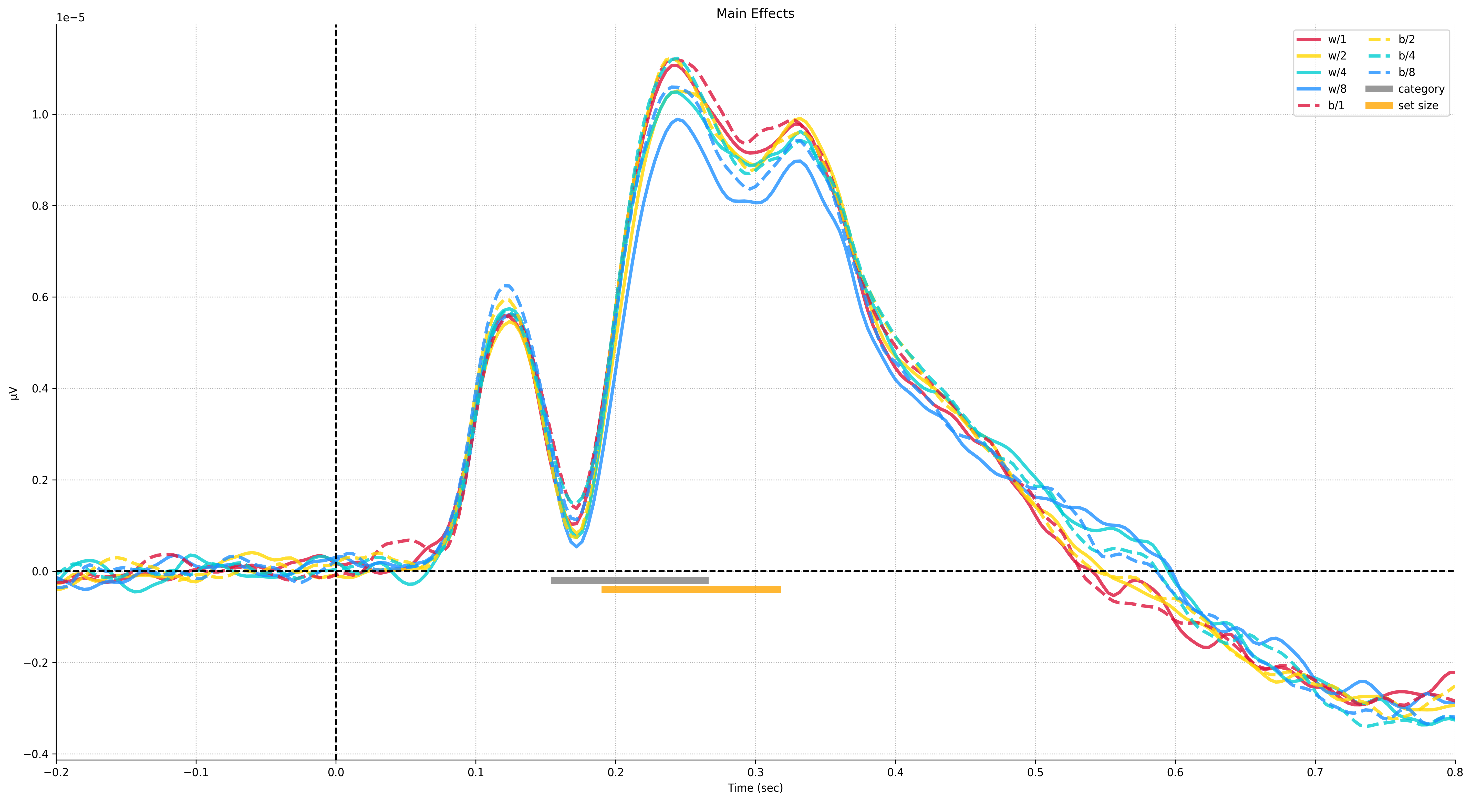 Main Effects
1e−5
w/1
w/2
w/4
w/8
b/1
b/2
b/4
b/8
category
set size
1.0
0.8
0.6
0.4
0.2
0.0
−0.2
−0.4
µV
−0.2 −0.1 0.0 0.1 0.2 0.3 0.4 0.5 0.6 0.7 0.8
Time (sec)